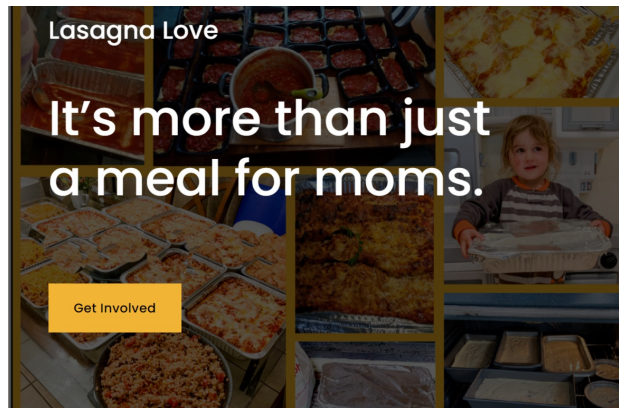 Lasagna Love
It’s more than just
a meal for moms.
Get Involved